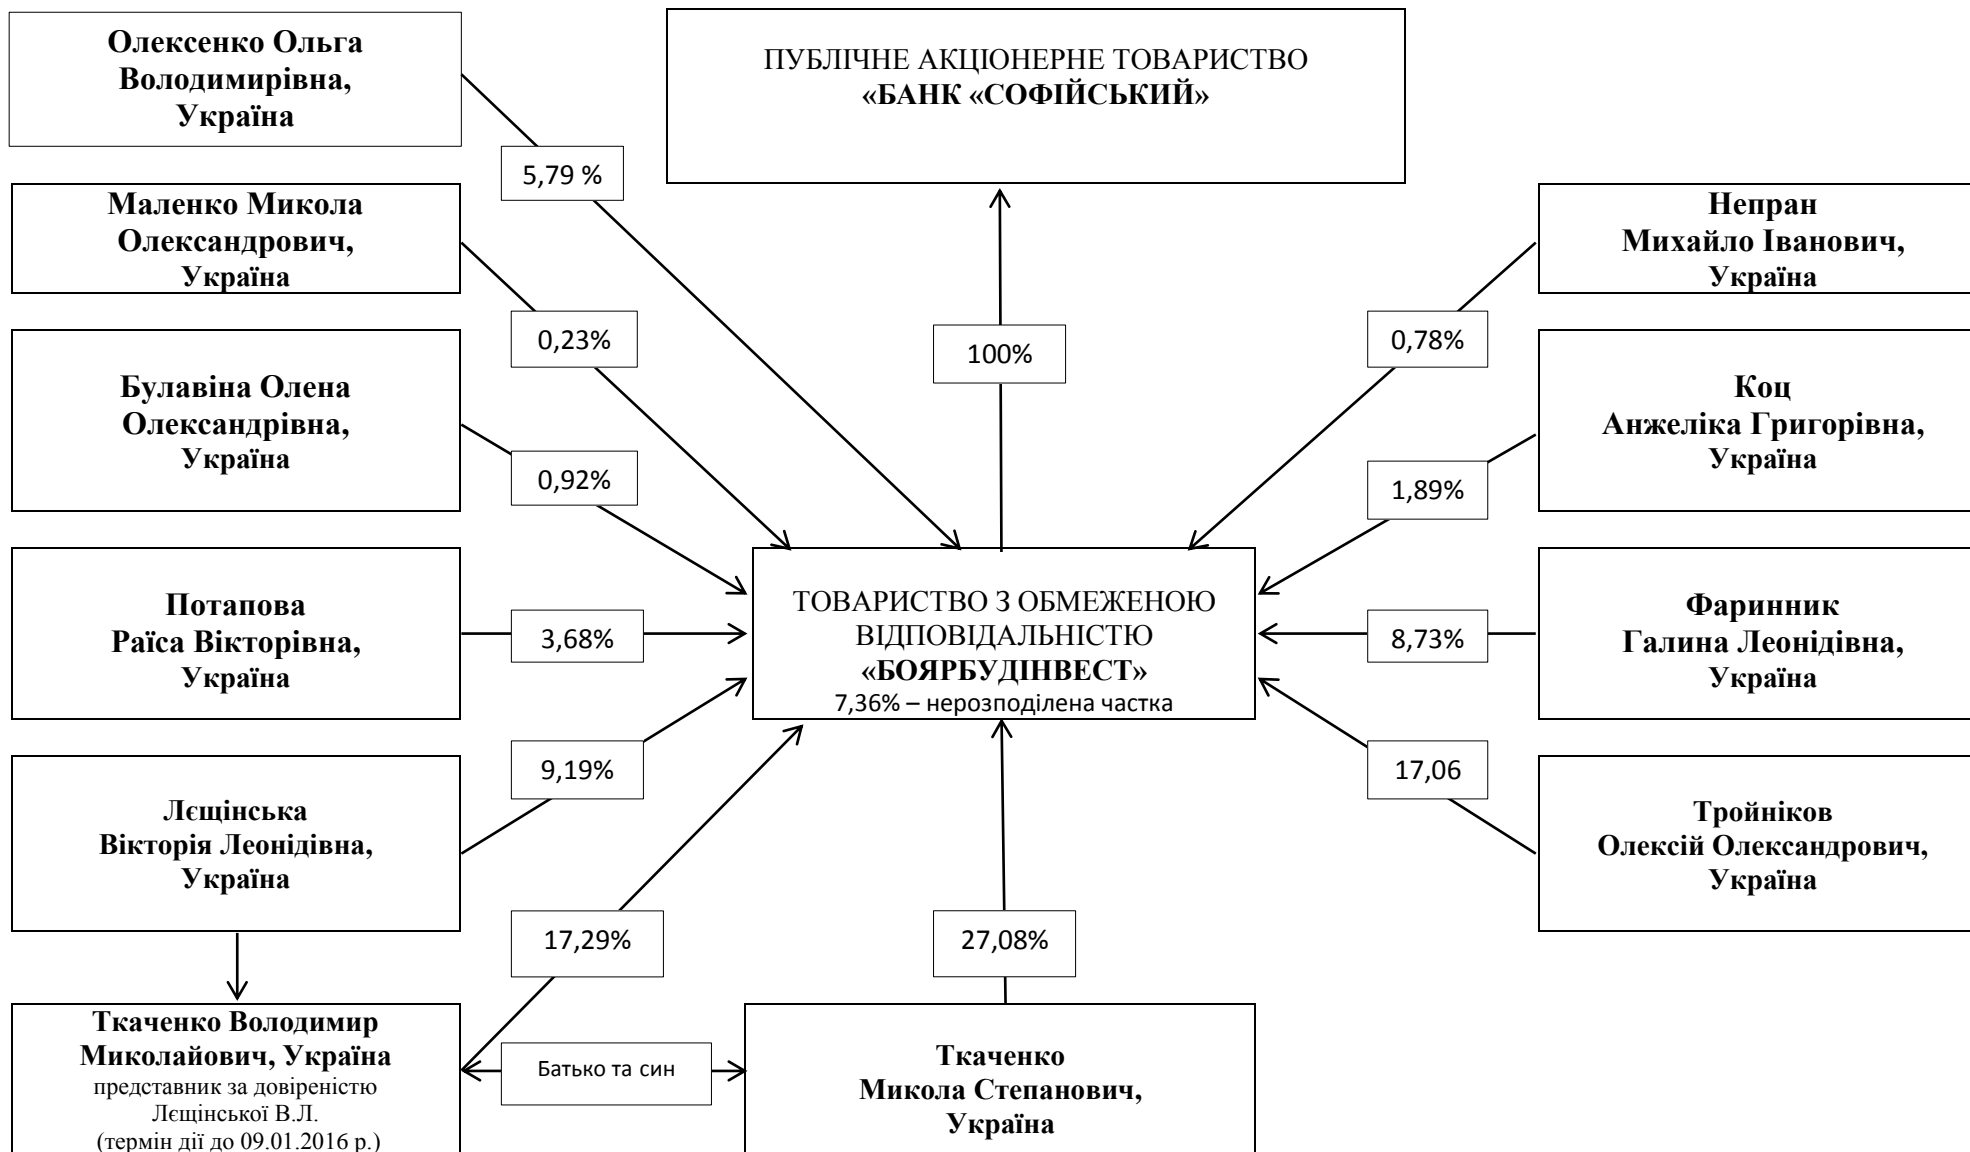 Олексенко Ольга
Володимирівна,
Україна
ПУБЛІЧНЕ АКЦІОНЕРНЕ ТОВАРИСТВО
«БАНК «СОФІЙСЬКИЙ»
5,79 %
Маленко Микола
Олександрович,
Україна
Непран
Михайло Іванович,
Україна
0,23%
100%
0,78%
Булавіна Олена
Олександрівна,
Україна
Коц
Анжеліка Григорівна,
Україна
0,92%
1,89%
Потапова
Раїса Вікторівна,
Україна
3,68%
ТОВАРИСТВО З ОБМЕЖЕНОЮ
ВІДПОВІДАЛЬНІСТЮ
«БОЯРБУДІНВЕСТ»
7,36% – нерозподілена частка
8,73%
Фаринник
Галина Леонідівна,
Україна
9,19%
17,06
Лєщінська
Вікторія Леонідівна,
Україна
Тройніков
Олексій Олександрович,
Україна
17,29%
27,08%
Ткаченко Володимир
Миколайович, Україна
представник за довіреністю
Лєщінської В.Л.
(термін дії до 09.01.2016 р.)
Батько та син
Ткаченко
Микола Степанович,
Україна